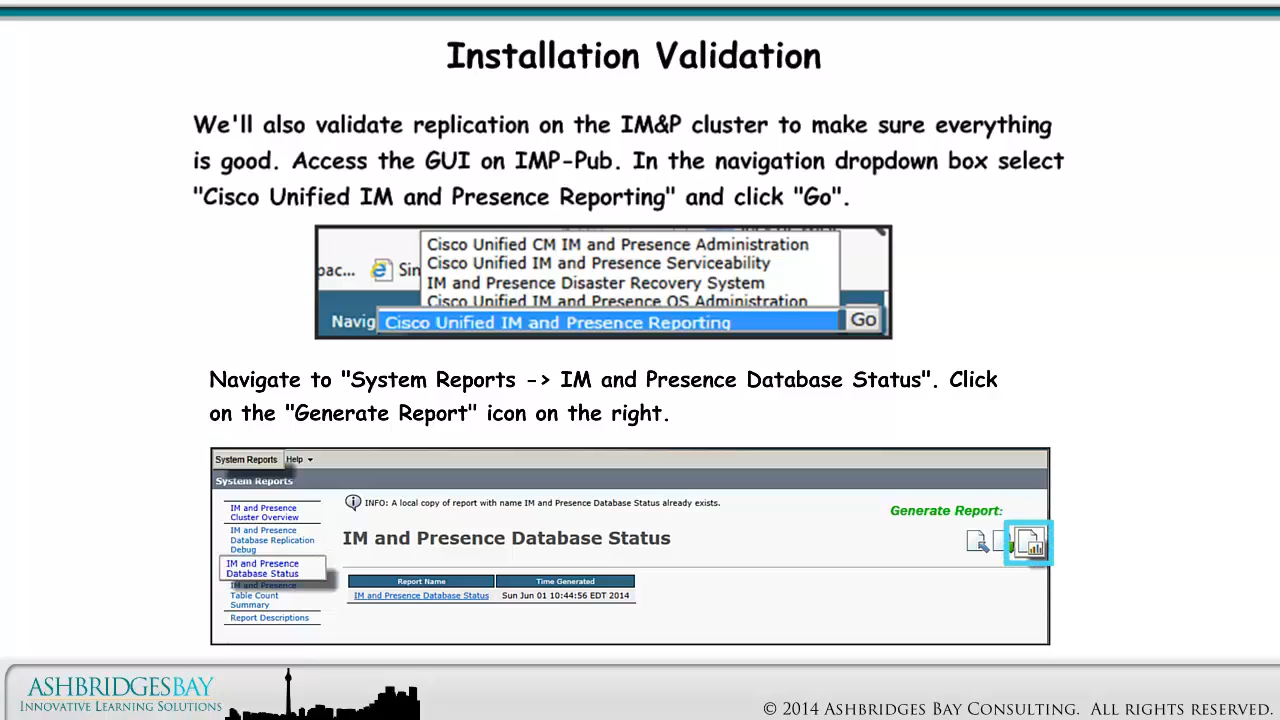 Installation Validation
We'll also validate replication on the IM&P cluster to make sure everything
is good. Access the GUI on IMP-Pub. In the navigation dropdown box select
"Cisco Unified IM and Presence Reporting" and click "Go".
Cisco Unified CM IM and Presence Administration
Cisco Unified IM and Presence Serviceability
pac... Sin
IM and Presence Disaster Recovery System
Cisco Unified IM and Presence OS Administration
Navig Cisco Unified IM and Presence Reporting Go
Navigate to "System Reports -> IM and Presence Database Status". Click
on the "Generate Report" icon on the right.
System Reports Help
System Reports
INFO: A local copy of report with name IM and Presence Database Status already exists.
Generate Report:
IM and Presence
Cluster Overview
IM and Presence
Database Replication
Debug
IM and Presence
Database Status
IM and Presence
Table Count
Summary
Report Descriptions
IM and Presence Database Status
Report Name Time Generated
IM and Presence Database Status Sun Jun 01 10:44:56 EDT 2014
ASHBRIDGESBAY
INNOVATIVE LEARNING SOLUTIONS
© 2014 ASHBRIDGES BAY CONSULTING. ALL RIGHTS RESERVED.